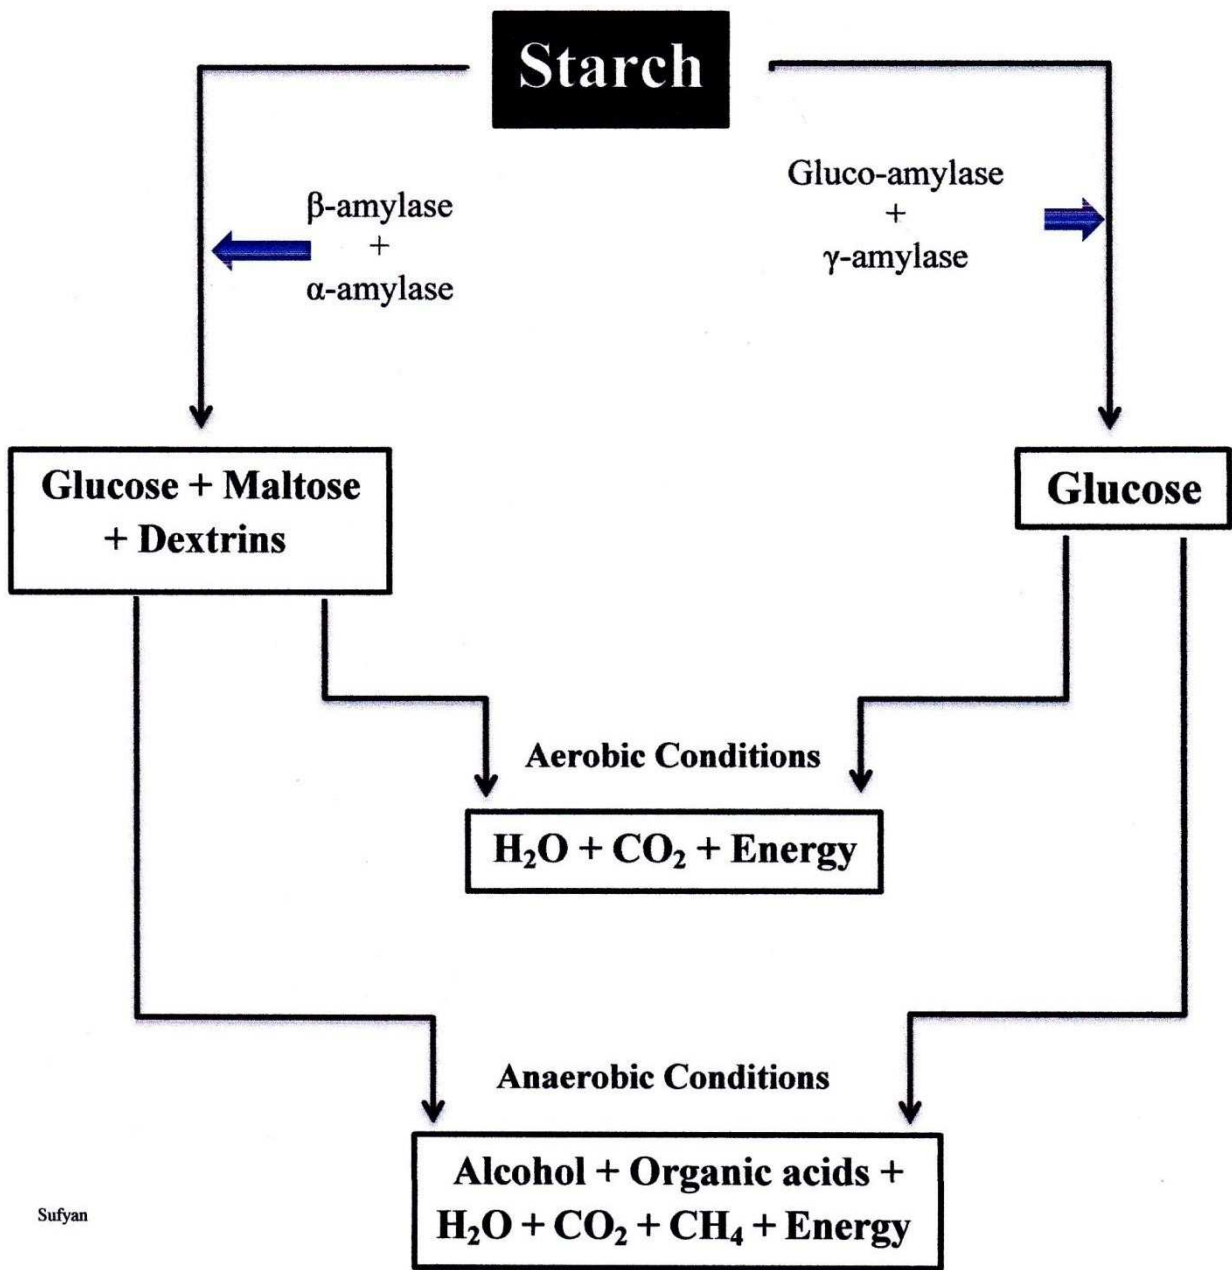 Starch
β-amylase
+
α-amylase
Gluco-amylase
+
γ-amylase
Glucose + Maltose
+ Dextrins
Glucose
Aerobic Conditions
H₂O + CO₂ + Energy
Anaerobic Conditions
Alcohol + Organic acids +
H₂O + CO₂ + CH₄ + Energy
Sufyan